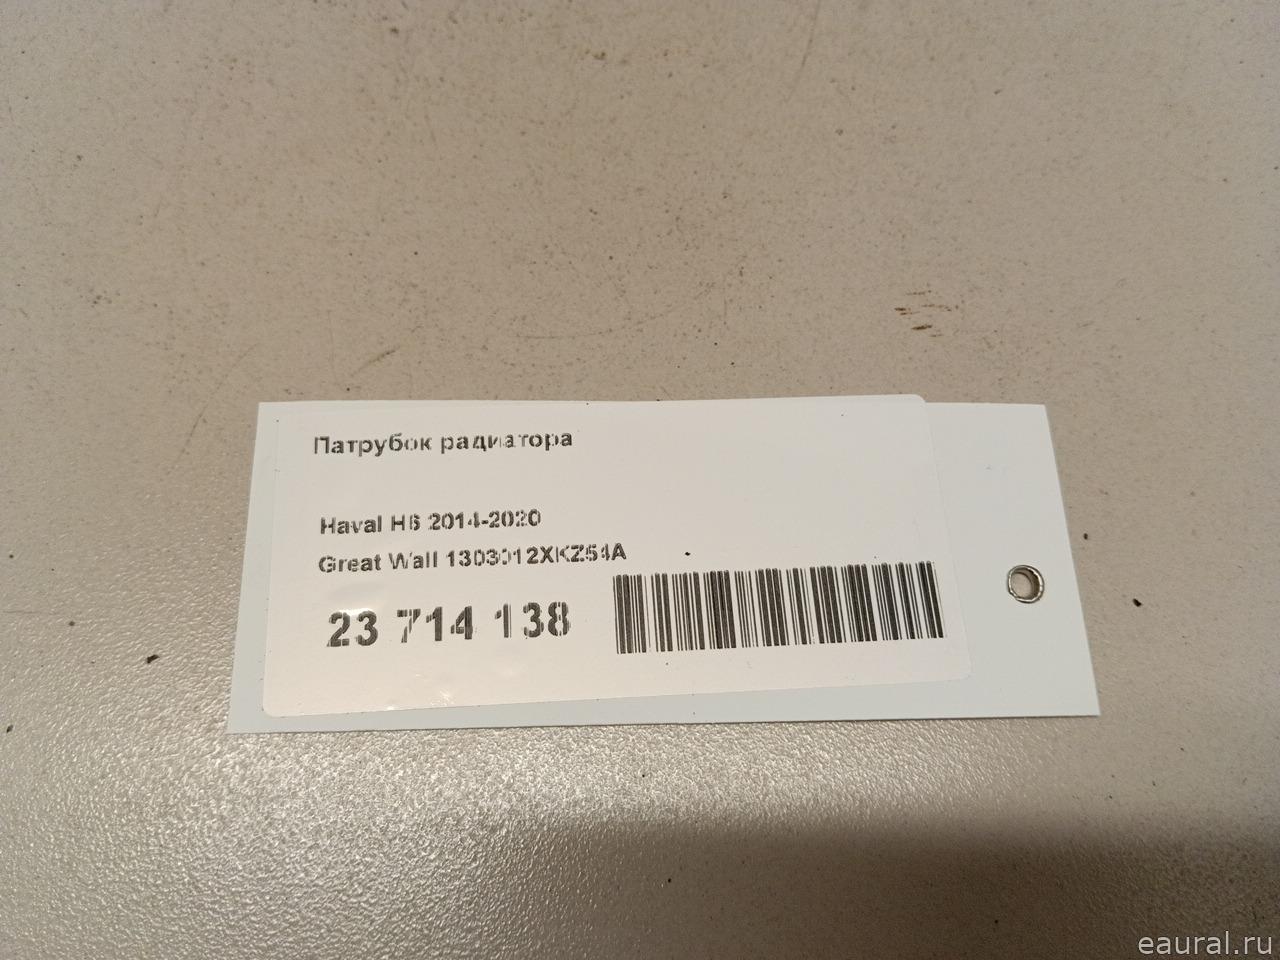 Патрубок радиатора
Haval H6 2014-2020
Great Wall 1303012XKZ54A
23 714 138
eaural.ru